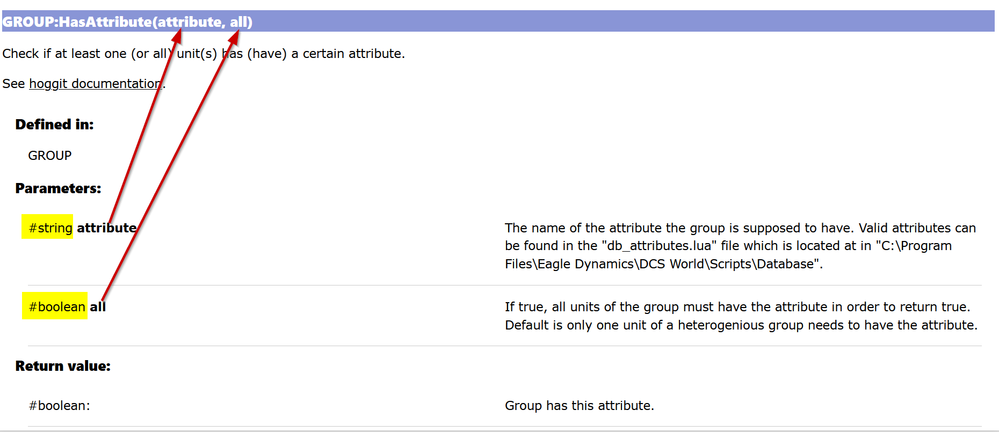 GROUP:HasAttribute(attribute, all)
Check if at least one (or all) unit(s) has (have) a certain attribute.
See hoggit documentation.
Defined in:
GROUP
Parameters:
#string attribute
The name of the attribute the group is supposed to have. Valid attributes can
be found in the "db_attributes.lua" file which is located at in "C:\Program
Files\Eagle Dynamics\DCS World\Scripts\Database".
#boolean all
If true, all units of the group must have the attribute in order to return true.
Default is only one unit of a heterogenious group needs to have the attribute.
Return value:
#boolean:
Group has this attribute.